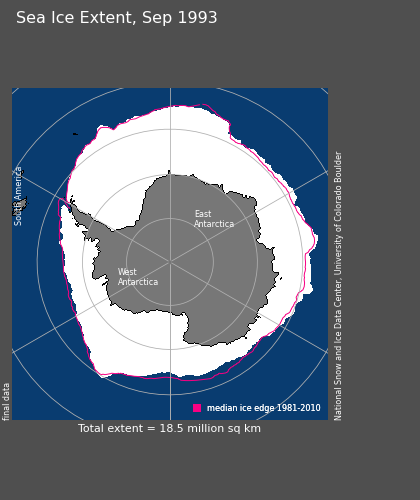 Sea Ice Extent, Sep 1993
South America
East
Antarctica
West
Antarctica
National Snow and Ice Data Center, University of Colorado Boulder
final data
median ice edge 1981-2010
Total extent = 18.5 million sq km